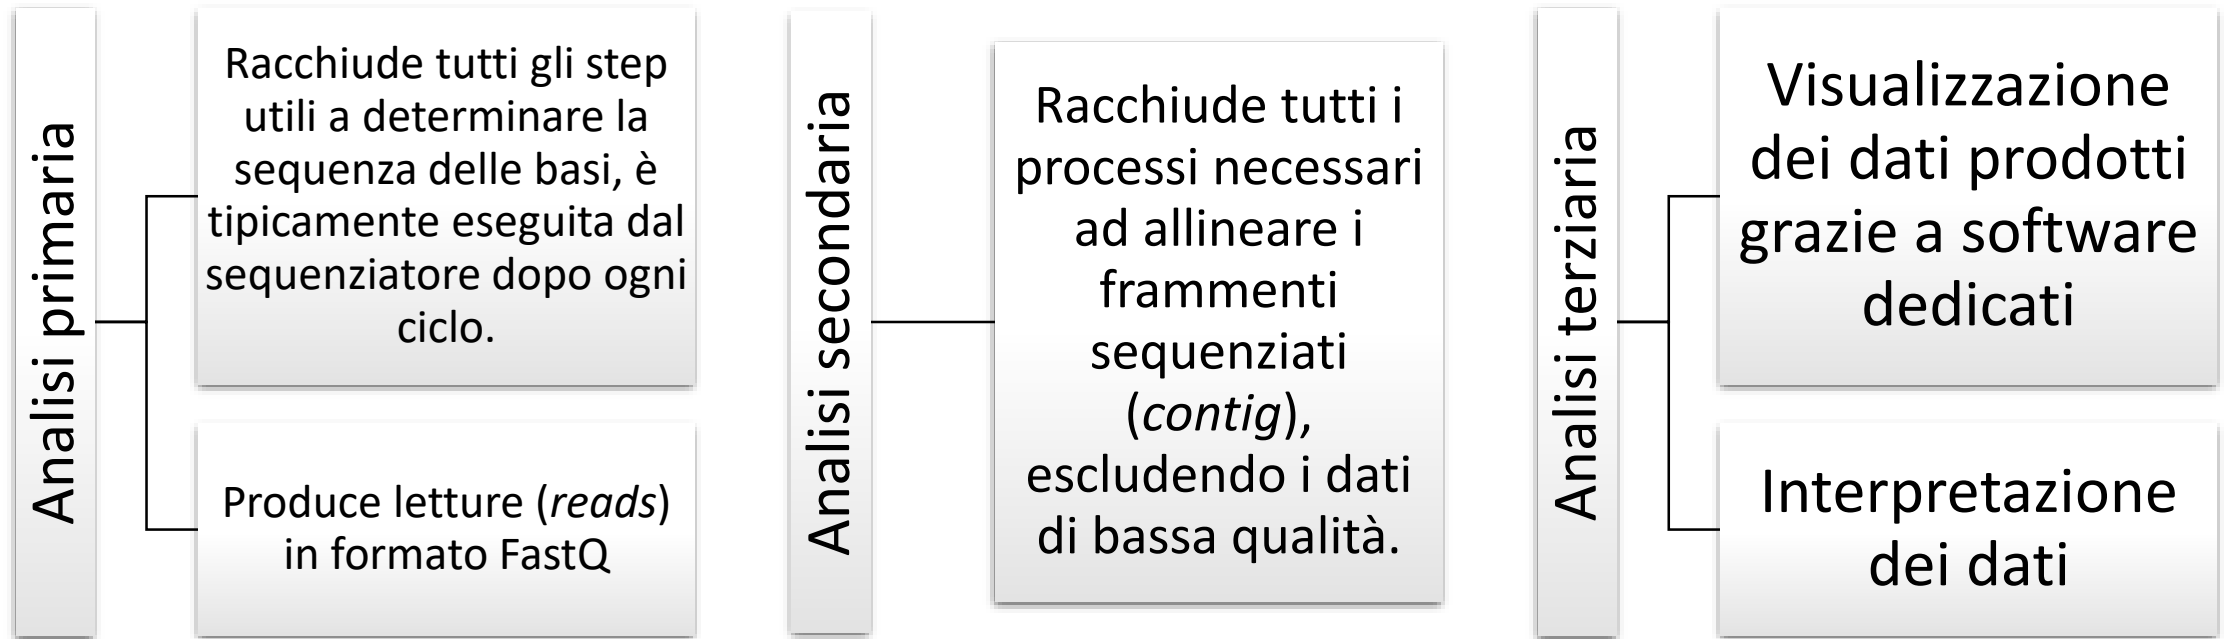 Analisi primaria
Racchiude tutti gli step
utili a determinare la
sequenza delle basi, è
tipicamente eseguita dal
sequenziatore dopo ogni
ciclo.
Produce letture (reads)
in formato FastQ
Analisi secondaria
Racchiude tutti i
processi necessari
ad allineare i
frammenti
sequenziati
(contig),
escludendo i dati
di bassa qualità.
Analisi terziaria
Visualizzazione
dei dati prodotti
grazie a software
dedicati
Interpretazione
dei dati